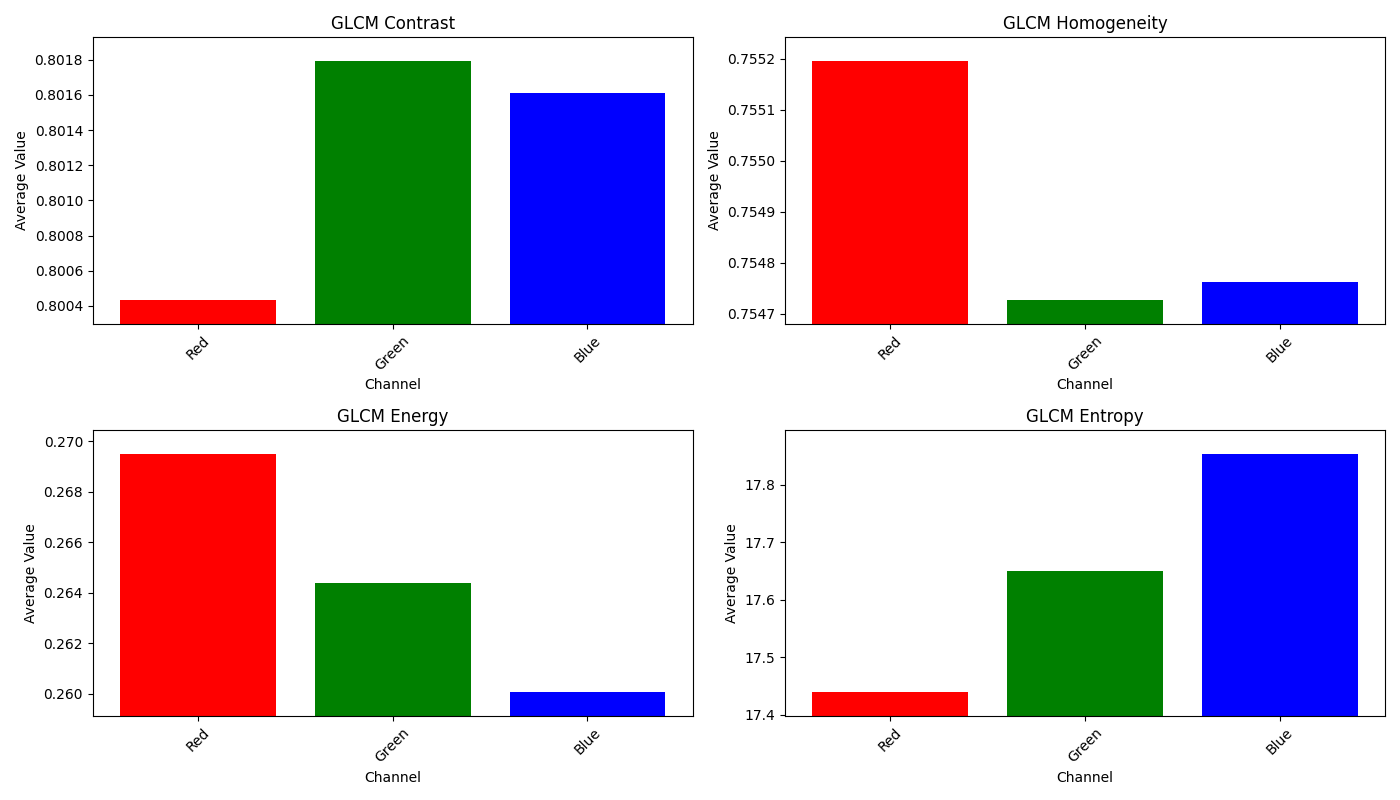 GLCM Contrast
0.8018
0.8016
0.8014
0.8012
0.8010
0.8008
0.8006
0.8004
Average Value
Red
Green
Blue
Channel
GLCM Homogeneity
0.7552
0.7551
0.7550
0.7549
0.7548
0.7547
Average Value
Red
Green
Blue
Channel
GLCM Energy
0.270
0.268
0.266
0.264
0.262
0.260
Average Value
Red
Green
Blue
Channel
GLCM Entropy
17.8
17.7
17.6
17.5
17.4
Average Value
Red
Green
Blue
Channel